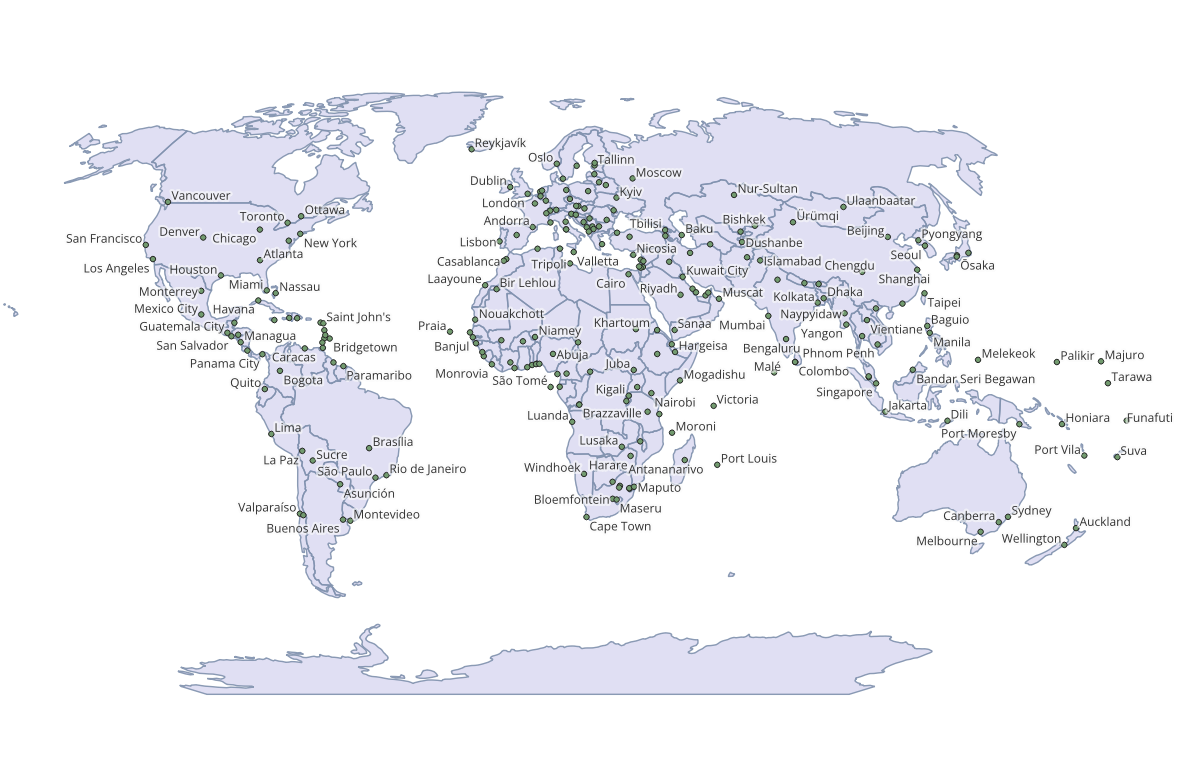 Reykjavík
Oslo
Tallinn
Moscow
Dublin
Kyiv
Nur-Sultan
Vancouver
London
Ulaanbaatar
Toronto
Ottawa
Andorra
Tbilisi
Bishkek
Ürümqi
Denver
Chicago
Baku
Beijing
Pyongyang
San Francisco
New York
Lisbon
Nicosia
Dushanbe
Atlanta
Seoul
Los Angeles
Houston
Casablanca
Tripoli
Valletta
Kuwait City
Islamabad
Chengdu
Ōsaka
Laayoune
Bir Lehlou
Cairo
Shanghai
Miami
Nassau
Riyadh
Monterrey
Muscat
Kolkata
Dhaka
Mexico City
Havana
Taipei
Nouakchott
Naypyidaw
Saint John's
Guatemala City
Praia
Niamey
Khartoum
Sanaa
Mumbai
Yangon
Vientiane
Baguio
San Salvador
Managua
Bridgetown
Banjul
Hargeisa
Bengaluru
Phnom Penh
Manila
Panama City
Caracas
Abuja
Melekeok
Palikir
Majuro
Monrovia
Juba
Malé
Colombo
Quito
Bogota
Paramaribo
São Tomé
Mogadishu
Bandar Seri Begawan
Tarawa
Kigali
Singapore
Luanda
Brazzaville
Nairobi
Victoria
Jakarta
Dili
Honiara
Funafuti
Lima
Lusaka
Moroni
Port Moresby
Brasília
La Paz
Sucre
Port Vila
Suva
São Paulo
Rio de Janeiro
Windhoek
Harare
Antananarivo
Port Louis
Asunción
Maputo
Valparaíso
Bloemfontein
Maseru
Buenos Aires
Montevideo
Cape Town
Canberra
Sydney
Auckland
Melbourne
Wellington